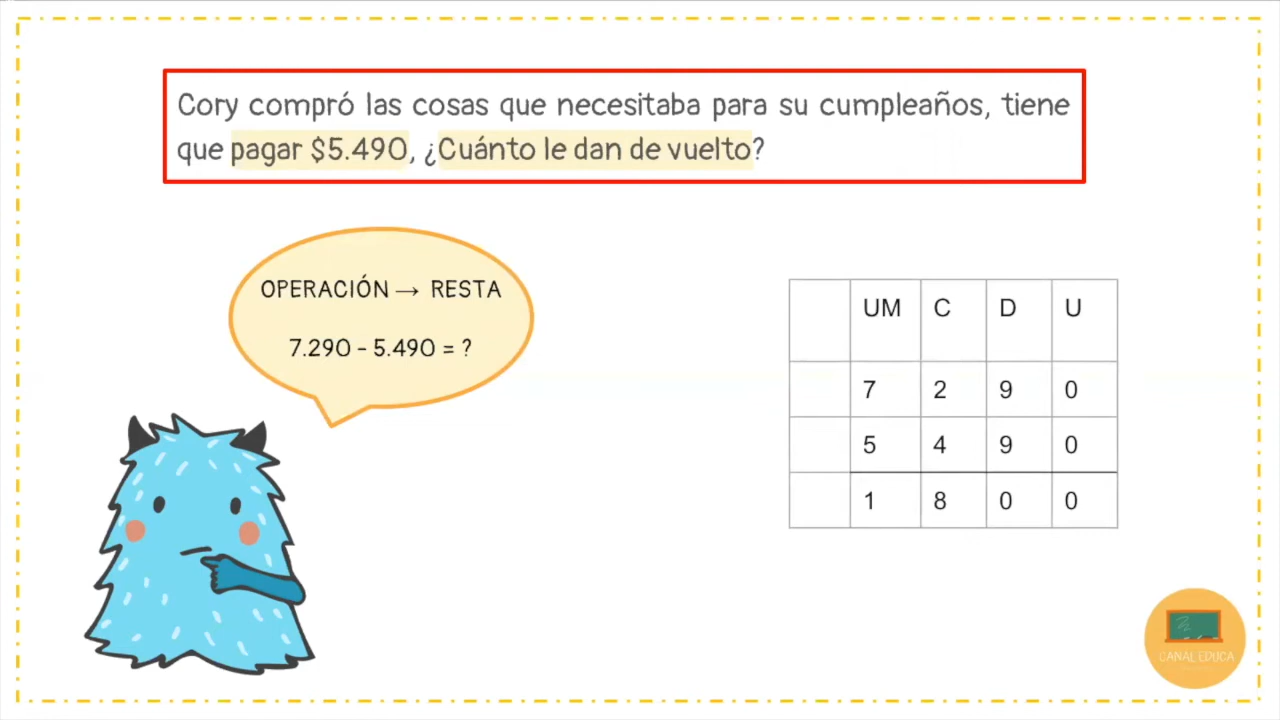 Cory compró las cosas que necesitaba para su cumpleaños, tiene
que pagar $5.490, ¿Cuánto le dan de vuelto?
OPERACIÓN → RESTA
7.290 - 5.490 = ?
UM C D U
7 2 9 0
5 4 9 0
1 8 0 0
CANAL EDUCA